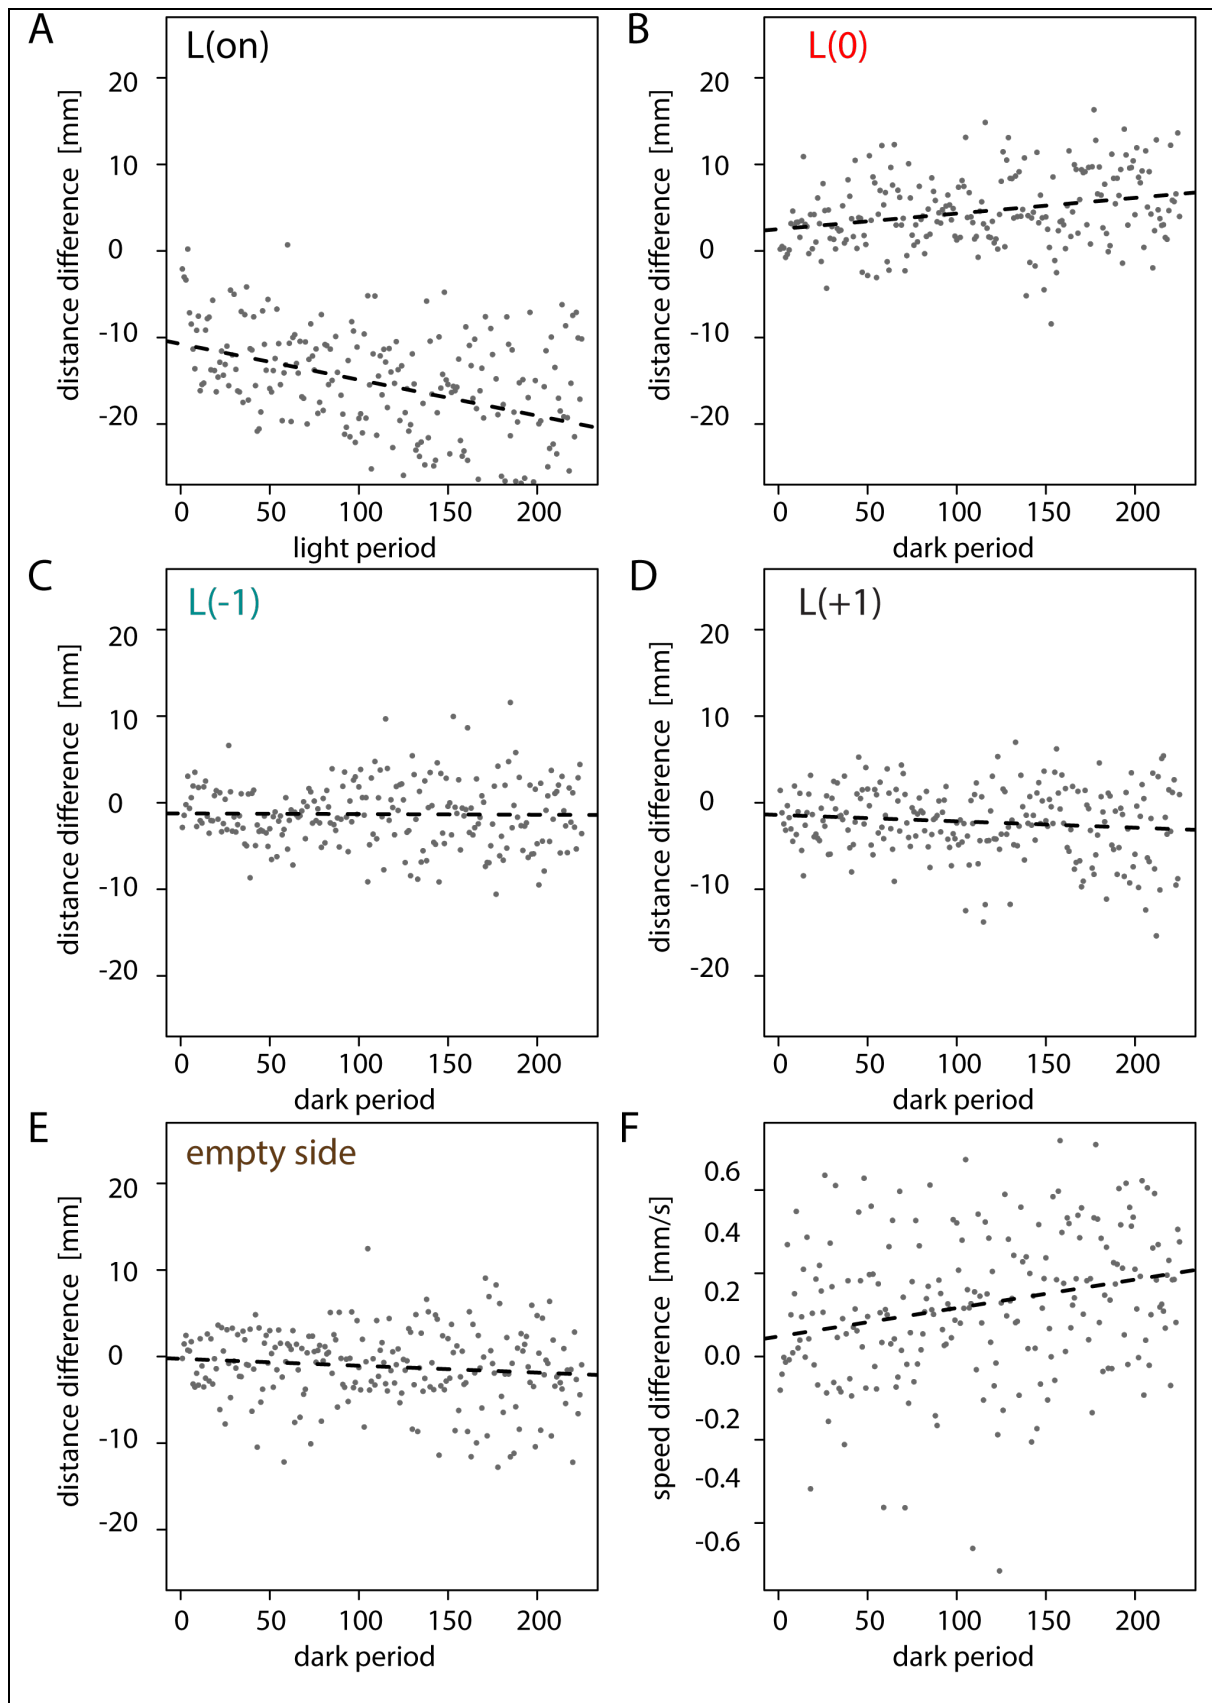 A
L(on)
distance difference [mm]
20
10
0
-10
-20
0 50 100 150 200
light period
B
L(0)
distance difference [mm]
20
10
0
-10
-20
0 50 100 150 200
dark period
C
L(-1)
distance difference [mm]
20
10
0
-10
-20
0 50 100 150 200
dark period
D
L(+1)
distance difference [mm]
20
10
0
-10
-20
0 50 100 150 200
dark period
E
empty side
distance difference [mm]
20
10
0
-10
-20
0 50 100 150 200
dark period
F
speed difference [mm/s]
0.6
0.4
0.2
0.0
-0.2
-0.4
-0.6
0 50 100 150 200
dark period